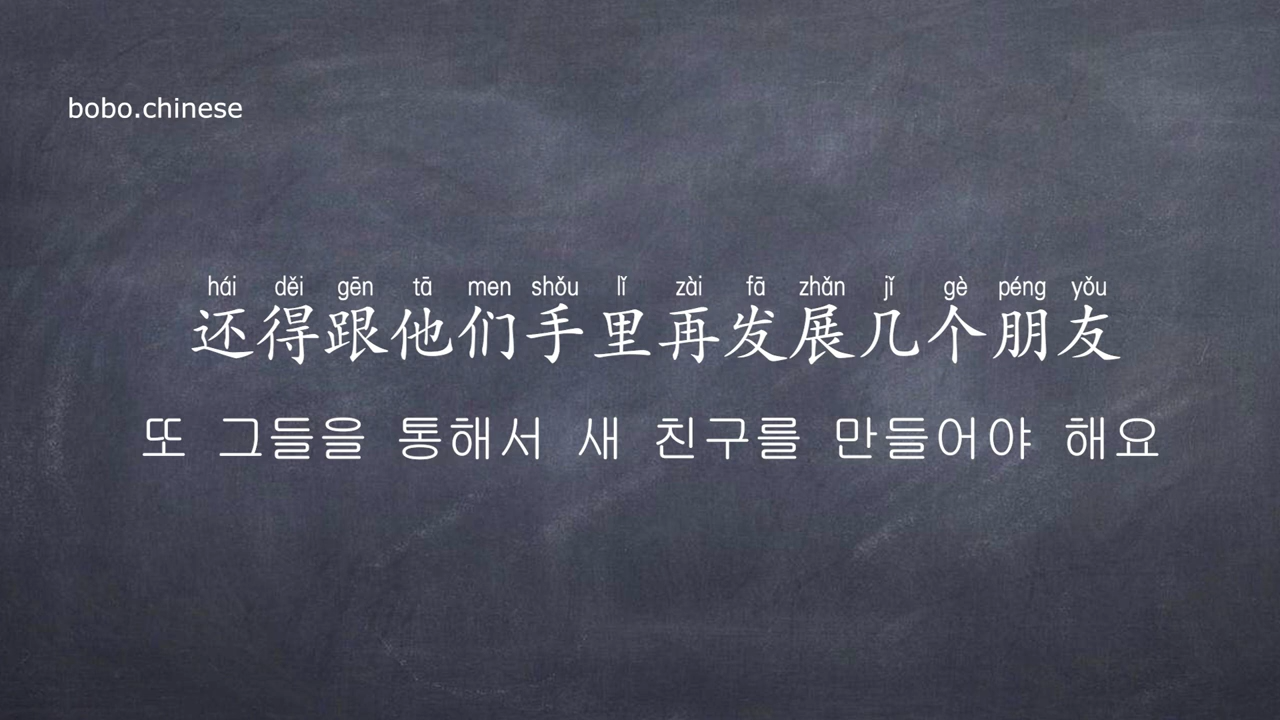 bobo.chinese
hái děi gēn tā men shǒu lǐ zài fā zhǎn jǐ gè péng yǒu
还得跟他们手里再发展几个朋友
또 그들을 통해서 새 친구를 만들어야 해요